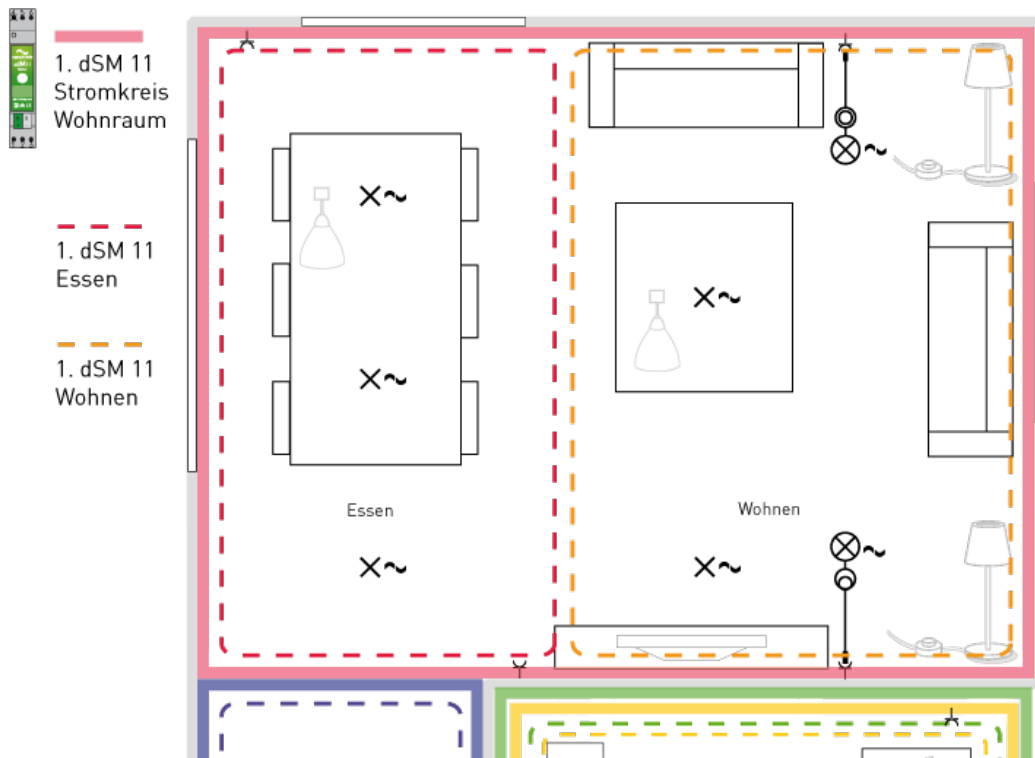 1. dSM 11
Stromkreis
Wohnraum
1. dSM 11
Essen
1. dSM 11
Wohnen
Essen
Wohnen